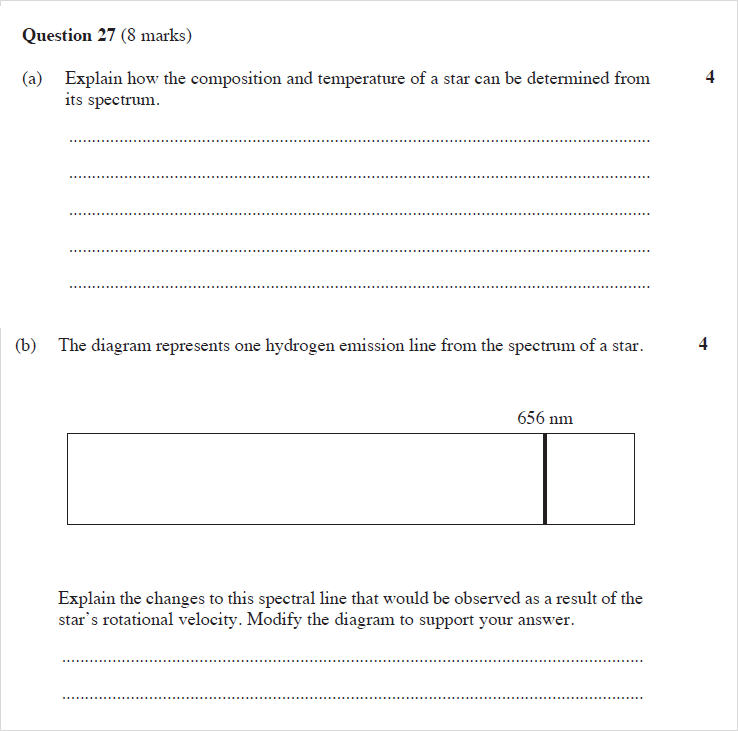 Question 27 (8 marks)
(a) Explain how the composition and temperature of a star can be determined from 4
its spectrum.
(b) The diagram represents one hydrogen emission line from the spectrum of a star. 4
656 nm
Explain the changes to this spectral line that would be observed as a result of the
star's rotational velocity. Modify the diagram to support your answer.